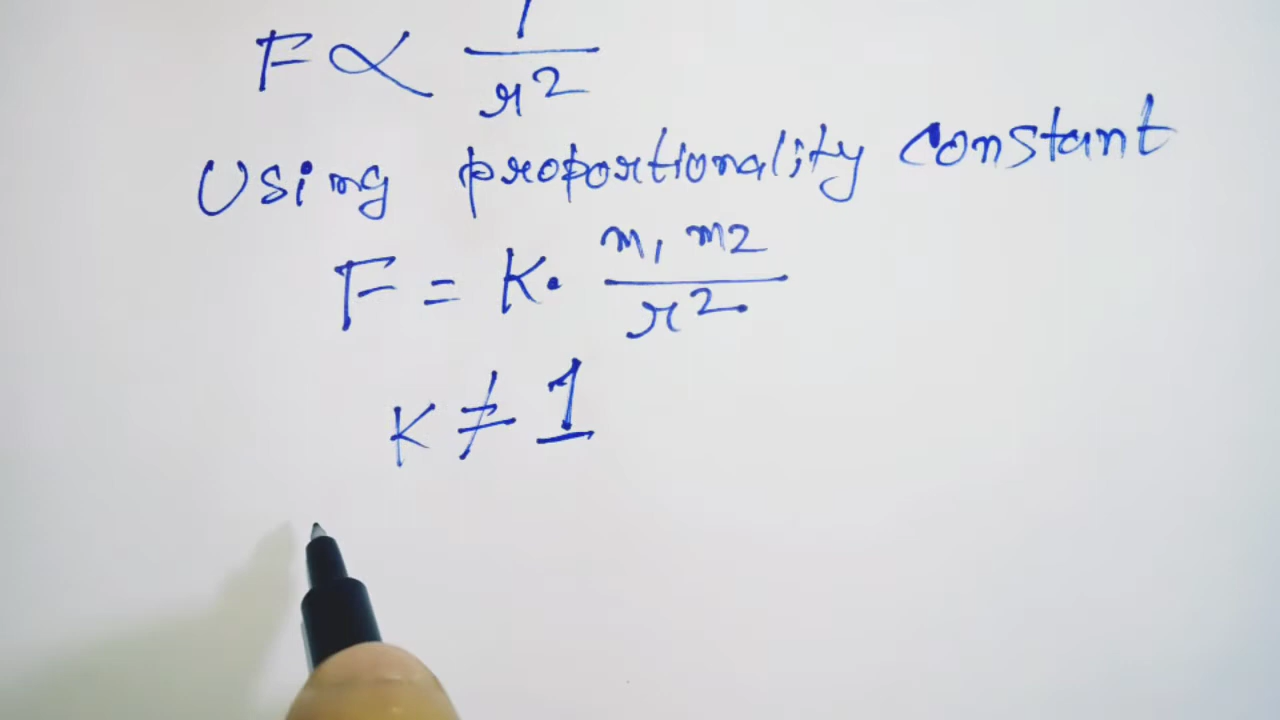 F ∝ 1/r²
Using proportionality constant
F = K. m1 m2/r²
K ≠ 1